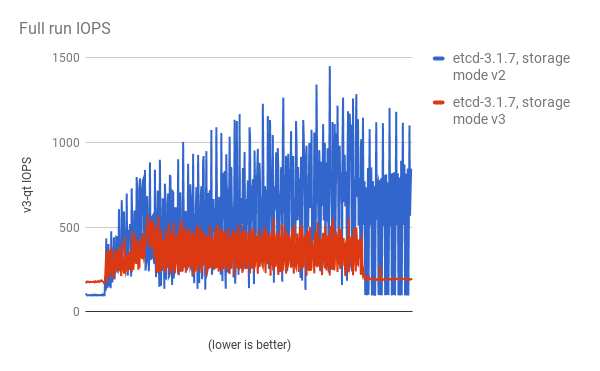 Full run IOPS
1500
1000
500
0
v3-qt IOPS
(lower is better)
etcd-3.1.7, storage
mode v2
etcd-3.1.7, storage
mode v3